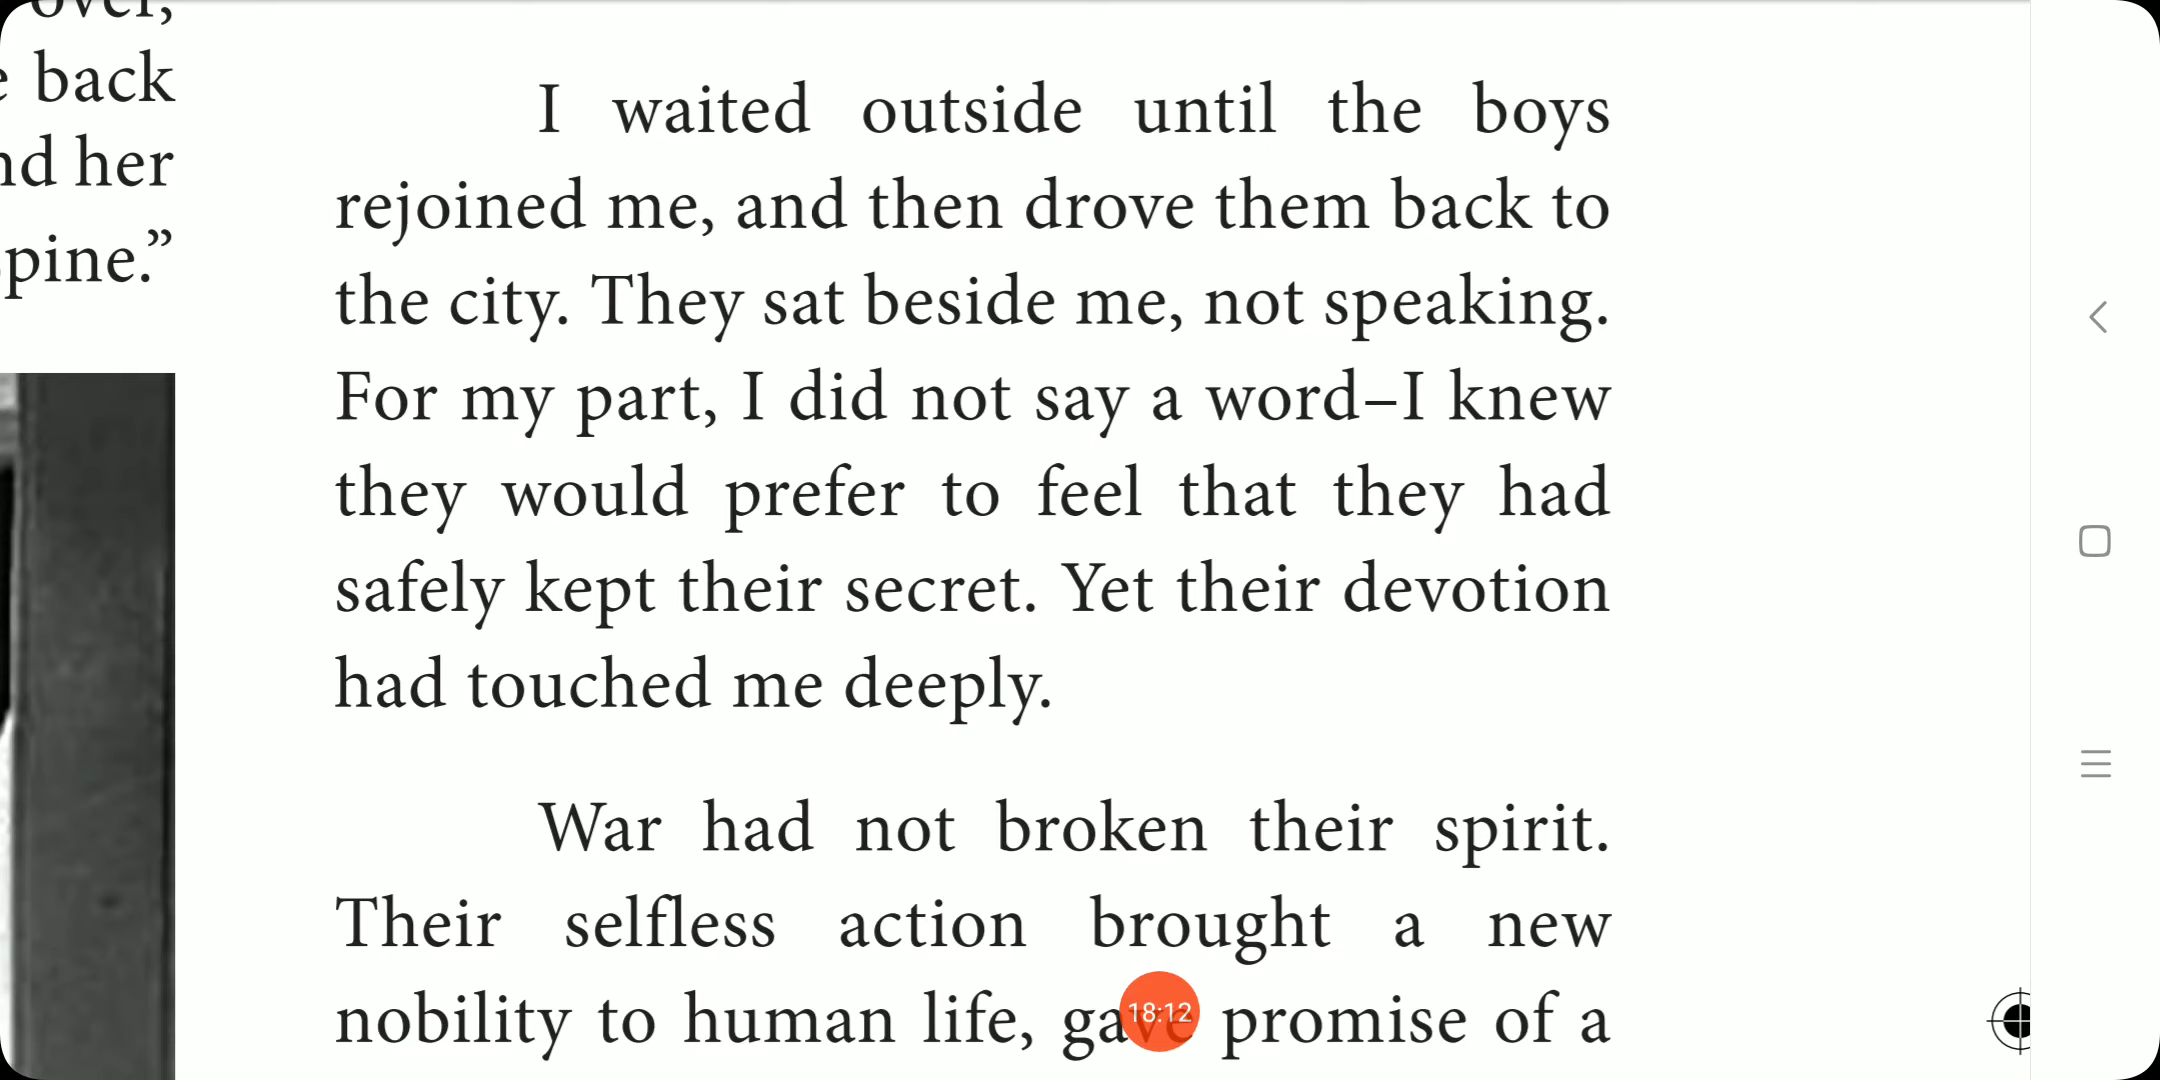 over,
back
her
pine.”
I waited outside until the boys
rejoined me, and then drove them back to
the city. They sat beside me, not speaking.
For my part, I did not say a word–I knew
they would prefer to feel that they had
safely kept their secret. Yet their devotion
had touched me deeply.
War had not broken their spirit.
Their selfless action brought a new
nobility to human life, gave promise of a
18:12